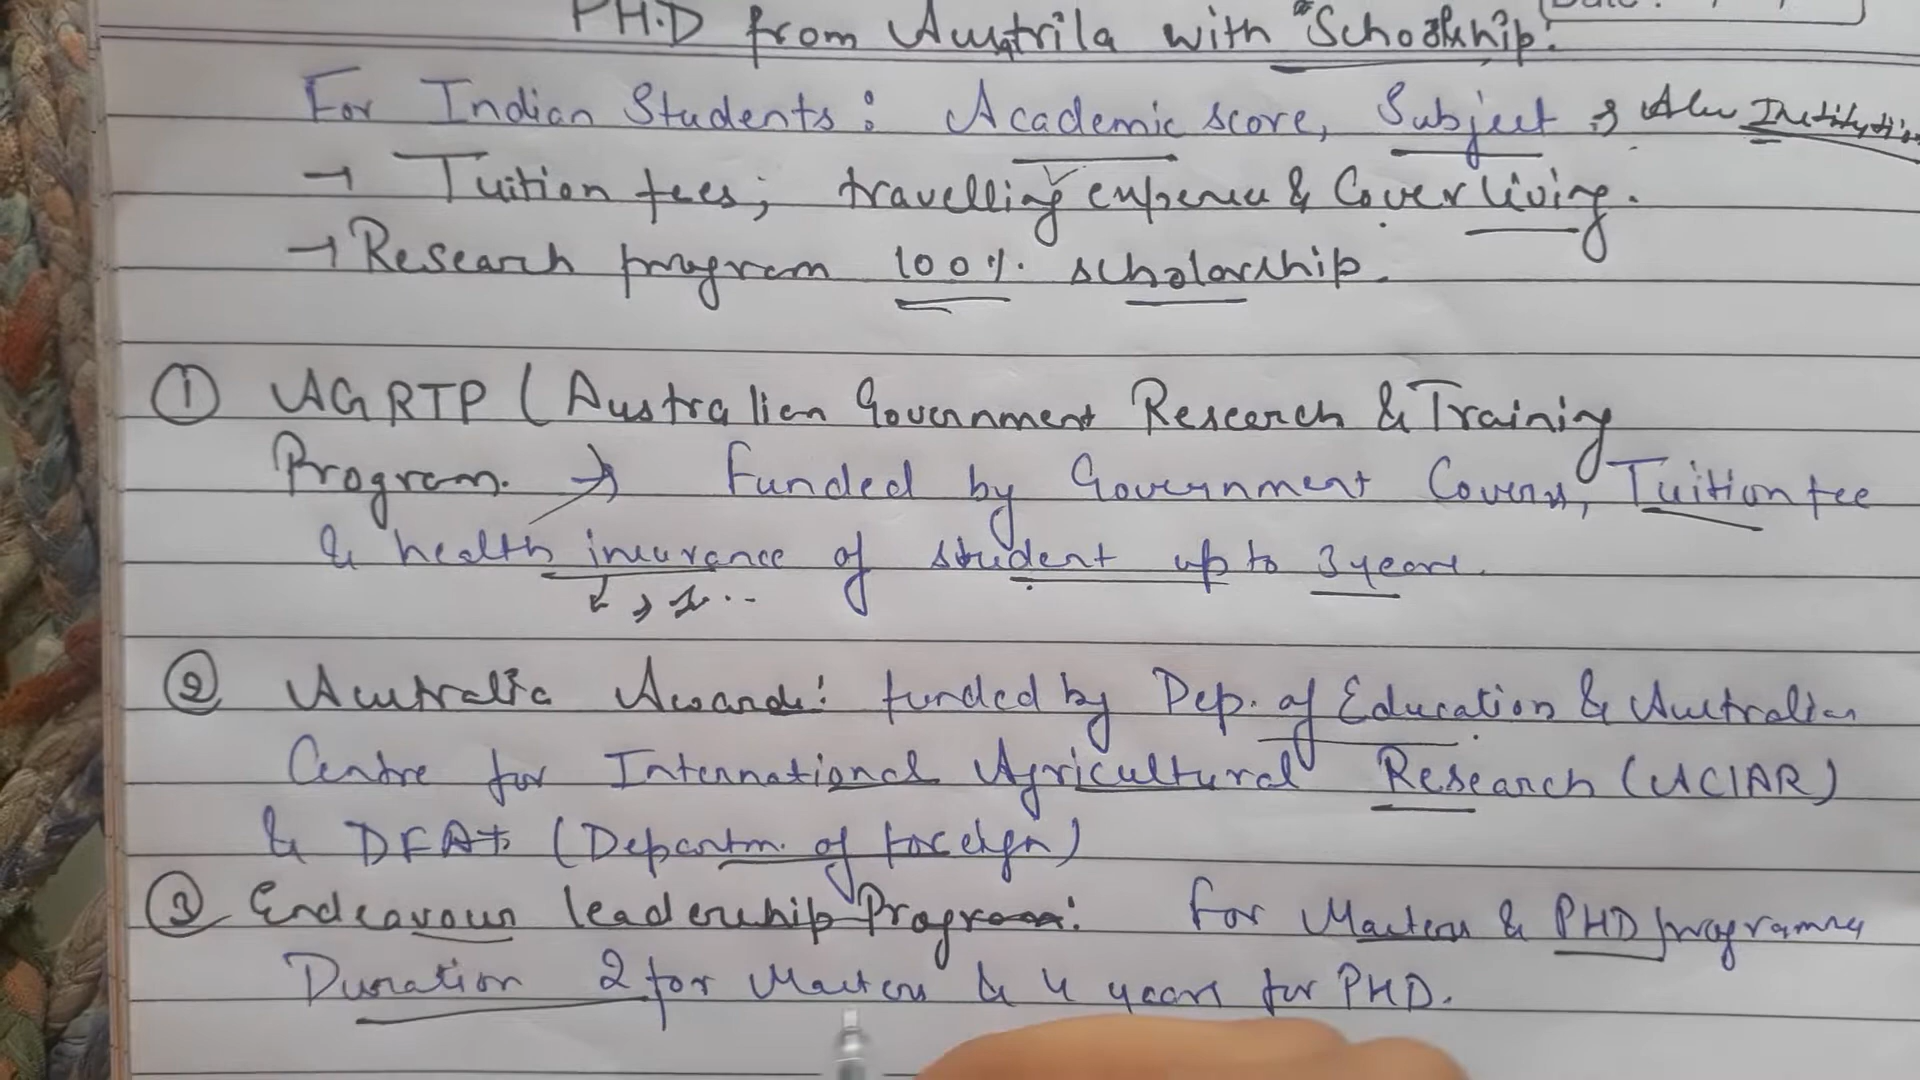 PH.D from Austrila with "Schoolship:
Date :
For Indian Students : Academic score, Subject & Also Institution
→ Tuition fees; travelling expense & Cover living.
→ Research program 100% scholarship.
① AGRTP (Australian Government Research & Training
Program. → Funded by Government Covers, Tuition fee
& health insurance of student up to 3 years.
② Australia Awards: funded by Dep. of Education & Australian
Centre for International Agricultural Research (ACIAR)
& DFAT (Departm. of foreign)
③ Endeavour leadership Program: For Masters & PHD programmes
Duration 2 for Masters & 4 years for PHD.